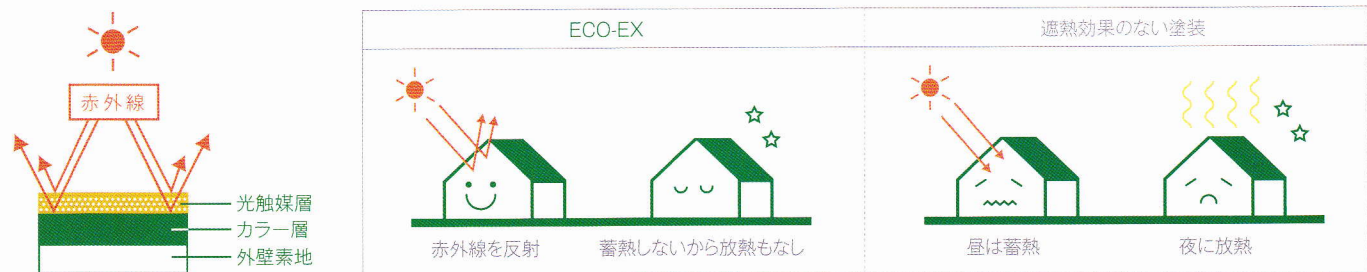 赤外線
光触媒層
カラー層
外壁素地
ECO-EX
遮熱効果のない塗装
赤外線を反射
蓄熱しないから放熱もなし
昼は蓄熱
夜に放熱